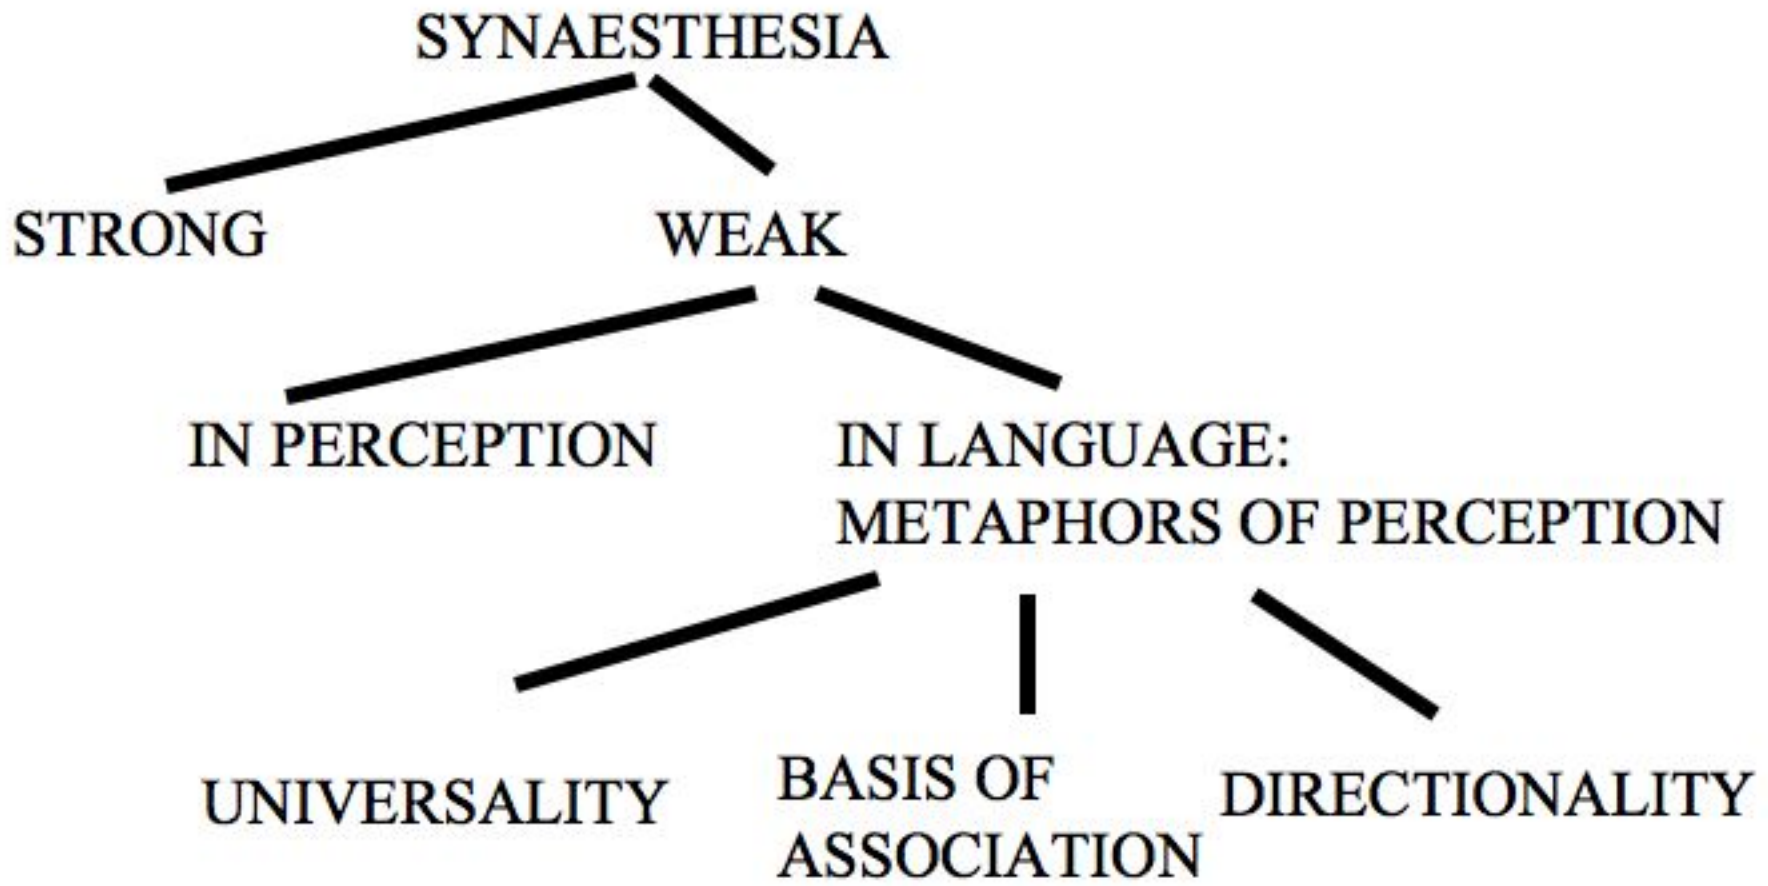 SYNAESTHESIA
STRONG
WEAK
IN PERCEPTION
IN LANGUAGE:
METAPHORS OF PERCEPTION
UNIVERSALITY
BASIS OF
ASSOCIATION
DIRECTIONALITY